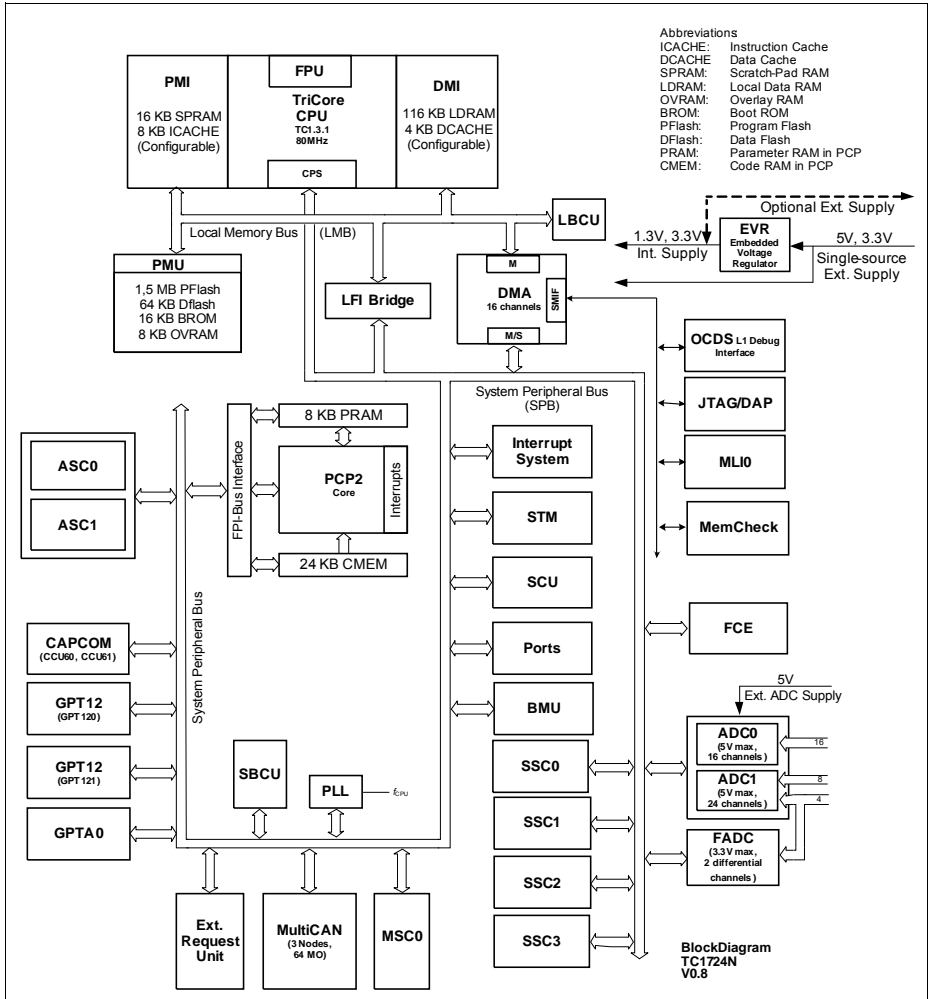 Abbreviations
ICACHE: Instruction Cache
DCACHE Data Cache
SPRAM: Scratch-Pad RAM
LDRAM: Local Data RAM
OVRAM: Overlay RAM
BROM: Boot ROM
PFlash: Program Flash
DFlash: Data Flash
PRAM: Parameter RAM in PCP
CMEM: Code RAM in PCP
PMI
16 KB SPRAM
8 KB ICACHE
(Configurable)
FPU
TriCore
CPU
TC1.3.1
80MHz
CPS
DMI
116 KB LDRAM
4 KB DCACHE
(Configurable)
Optional Ext. Supply
EVR
Embedded
Voltage
Regulator
1.3V, 3.3V
Int. Supply
5V, 3.3V
Single-source
Ext. Supply
LBCU
Local Memory Bus (LMB)
PMU
1,5 MB PFlash
64 KB Dflash
16 KB BROM
8 KB OVRAM
LFI Bridge
M
DMA
16 channels
SMIF
M/S
System Peripheral Bus
(SPB)
OCDS L1 Debug
Interface
JTAG/DAP
MLI0
MemCheck
ASC0
ASC1
FPI-Bus Interface
8 KB PRAM
PCP2
Core
Interrupts
24 KB CMEM
Interrupt
System
STM
SCU
Ports
BMU
FCE
System Peripheral Bus
CAPCOM
(CCU60, CCU61)
GPT12
(GPT120)
GPT12
(GPT121)
GPTA0
SBCU
PLL
fCPU
SSC0
SSC1
SSC2
SSC3
5V
Ext. ADC Supply
ADC0
(5V max,
16 channels)
16
ADC1
(5V max,
24 channels)
8
4
FADC
(3.3V max,
2 differential
channels)
Ext.
Request
Unit
MultiCAN
(3 Nodes,
64 MO)
MSC0
BlockDiagram
TC1724N
V0.8